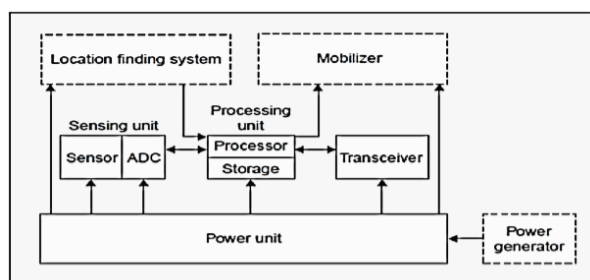 Location finding system
Mobilizer
Sensing unit
Processing
unit
Sensor
ADC
Processor
Storage
Transceiver
Power unit
Power
generator